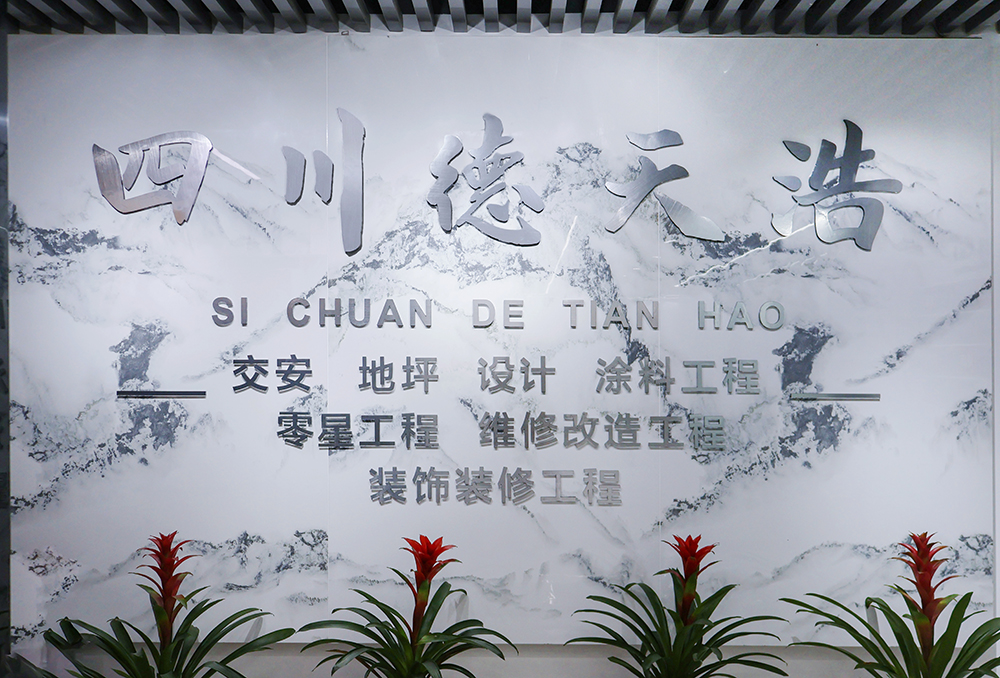 四川德天浩
SI CHUAN DE TIAN HAO
交安 地坪 设计 涂料工程
零星工程 维修改造工程
装饰装修工程